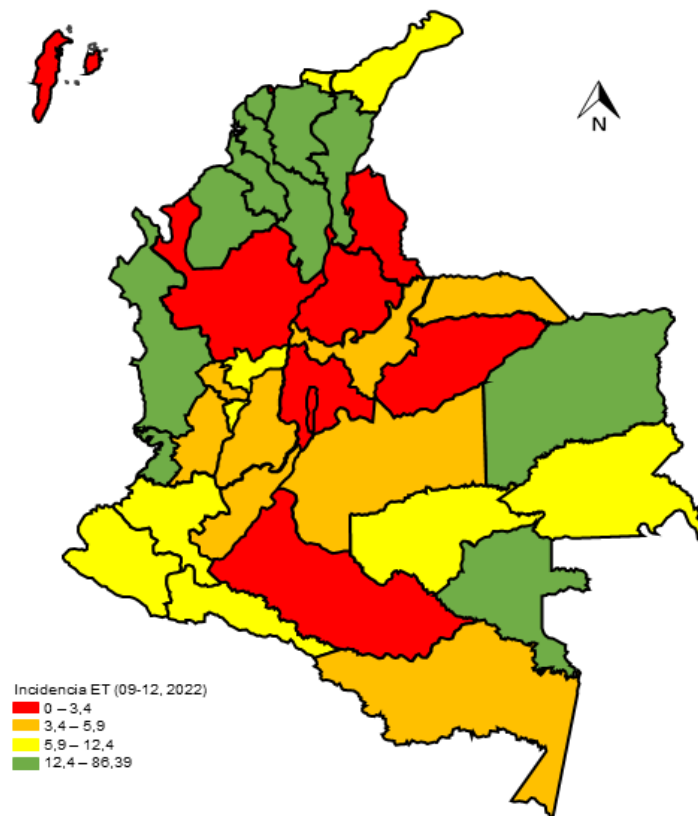 N
Incidencia ET (09-12, 2022)
0 – 3,4
3,4 – 5,9
5,9 – 12,4
12,4 – 86,39